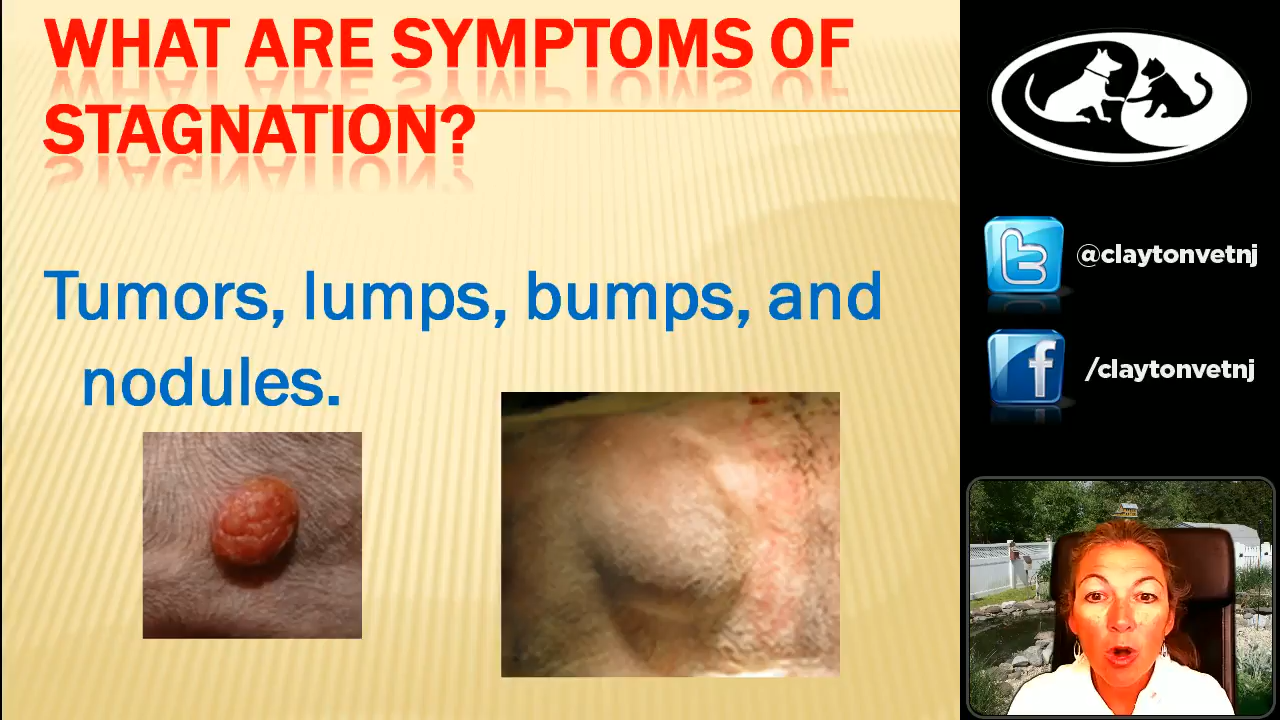 WHAT ARE SYMPTOMS OF
STAGNATION?
Tumors, lumps, bumps, and
nodules.
@claytonvetnj
/claytonvetnj